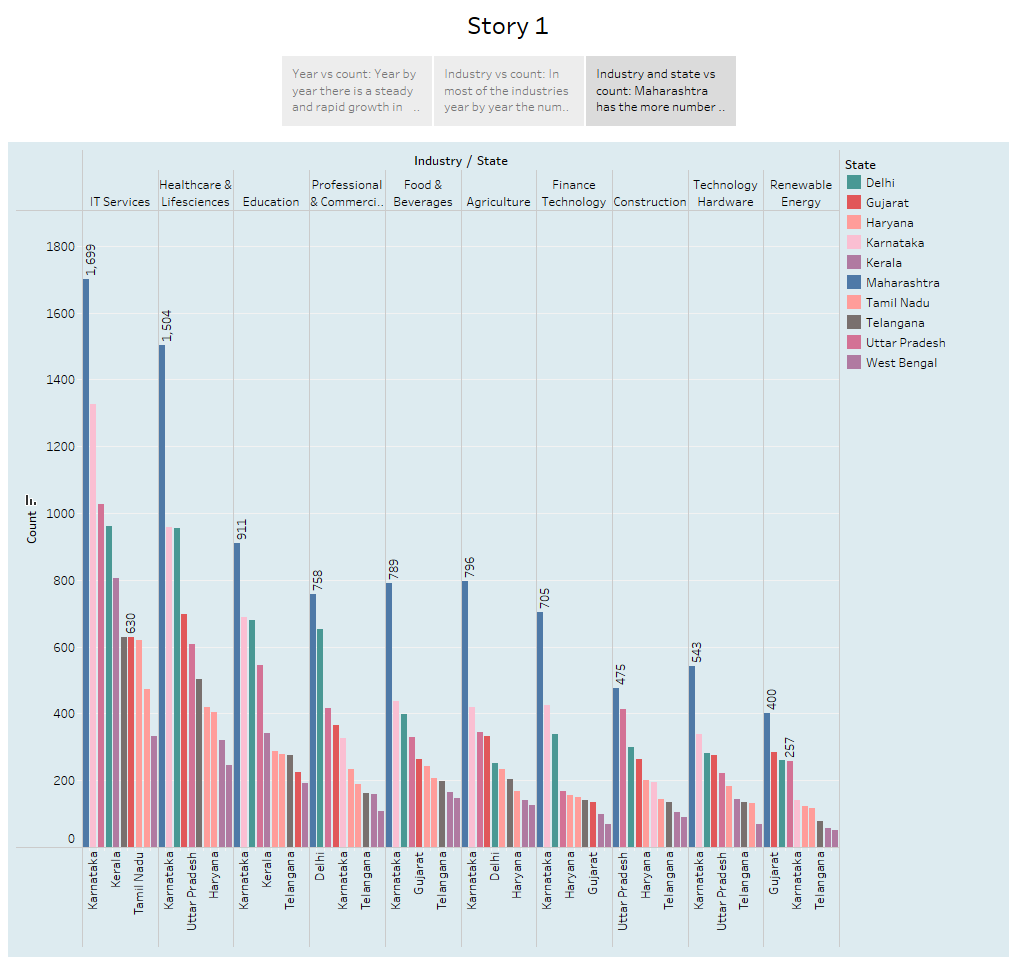 Story 1
Year vs count: Year by
year there is a steady
and rapid growth in ..
Industry vs count: In
most of the industries
year by year the num..
Industry and state vs
count: Maharashtra
has the more number ..
Industry / State
IT Services
Healthcare &
Lifesciences
Education
Professional
& Commerci..
Food &
Beverages
Agriculture
Finance
Technology
Construction
Technology
Hardware
Renewable
Energy
State
Delhi
Gujarat
Haryana
Karnataka
Kerala
Maharashtra
Tamil Nadu
Telangana
Uttar Pradesh
West Bengal
Count
1800
1600
1400
1200
1000
800
600
400
200
0
1,699
630
1,504
911
758
789
796
705
475
543
400
257
Karnataka
Kerala
Tamil Nadu
Karnataka
Uttar Pradesh
Haryana
Karnataka
Kerala
Telangana
Delhi
Karnataka
Telangana
Karnataka
Gujarat
Telangana
Karnataka
Delhi
Haryana
Karnataka
Haryana
Gujarat
Uttar Pradesh
Haryana
Telangana
Karnataka
Uttar Pradesh
Telangana
Gujarat
Karnataka
Telangana